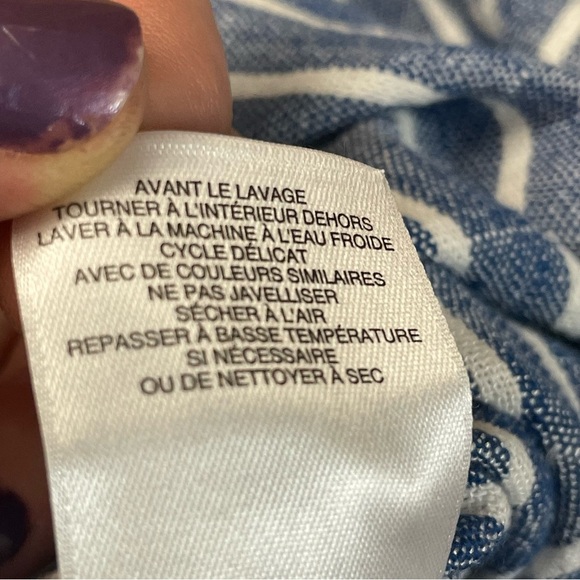 AVANT LE LAVAGE
TOURNER À L'INTÉRIEUR DEHORS
LAVER À LA MACHINE À L'EAU FROIDE
CYCLE DÉLICAT
AVEC DE COULEURS SIMILAIRES
NE PAS JAVELLISER
SÉCHER À L'AIR
REPASSER À BASSE TEMPÉRATURE
SI NÉCESSAIRE
OU DE NETTOYER À SEC